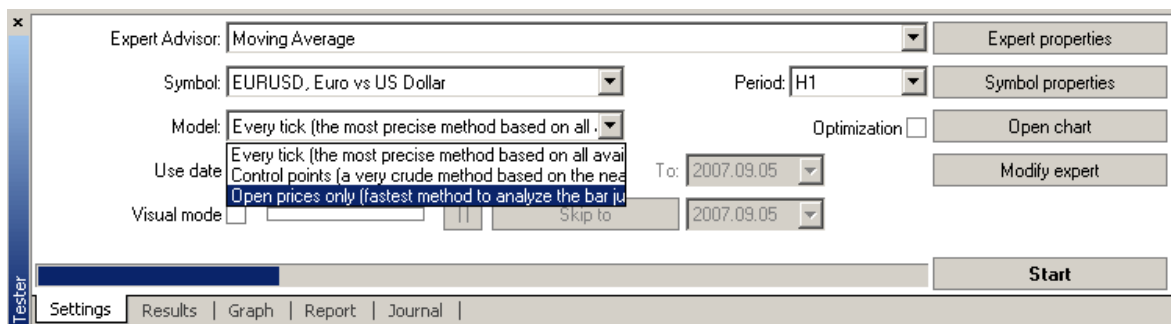 ×
Expert Advisor: Moving Average Expert properties
Symbol: EURUSD, Euro vs US Dollar Period: H1 Symbol properties
Model: Every tick (the most precise method based on all Optimization Open chart
Every tick (the most precise method based on all avai
Use date To: 2007.09.05 Modify expert
Control points (a very crude method based on the nea
Open prices only (fastest method to analyze the bar ju
Visual mode Skip to 2007.09.05
Start
Tester
Settings | Results | Graph | Report | Journal |